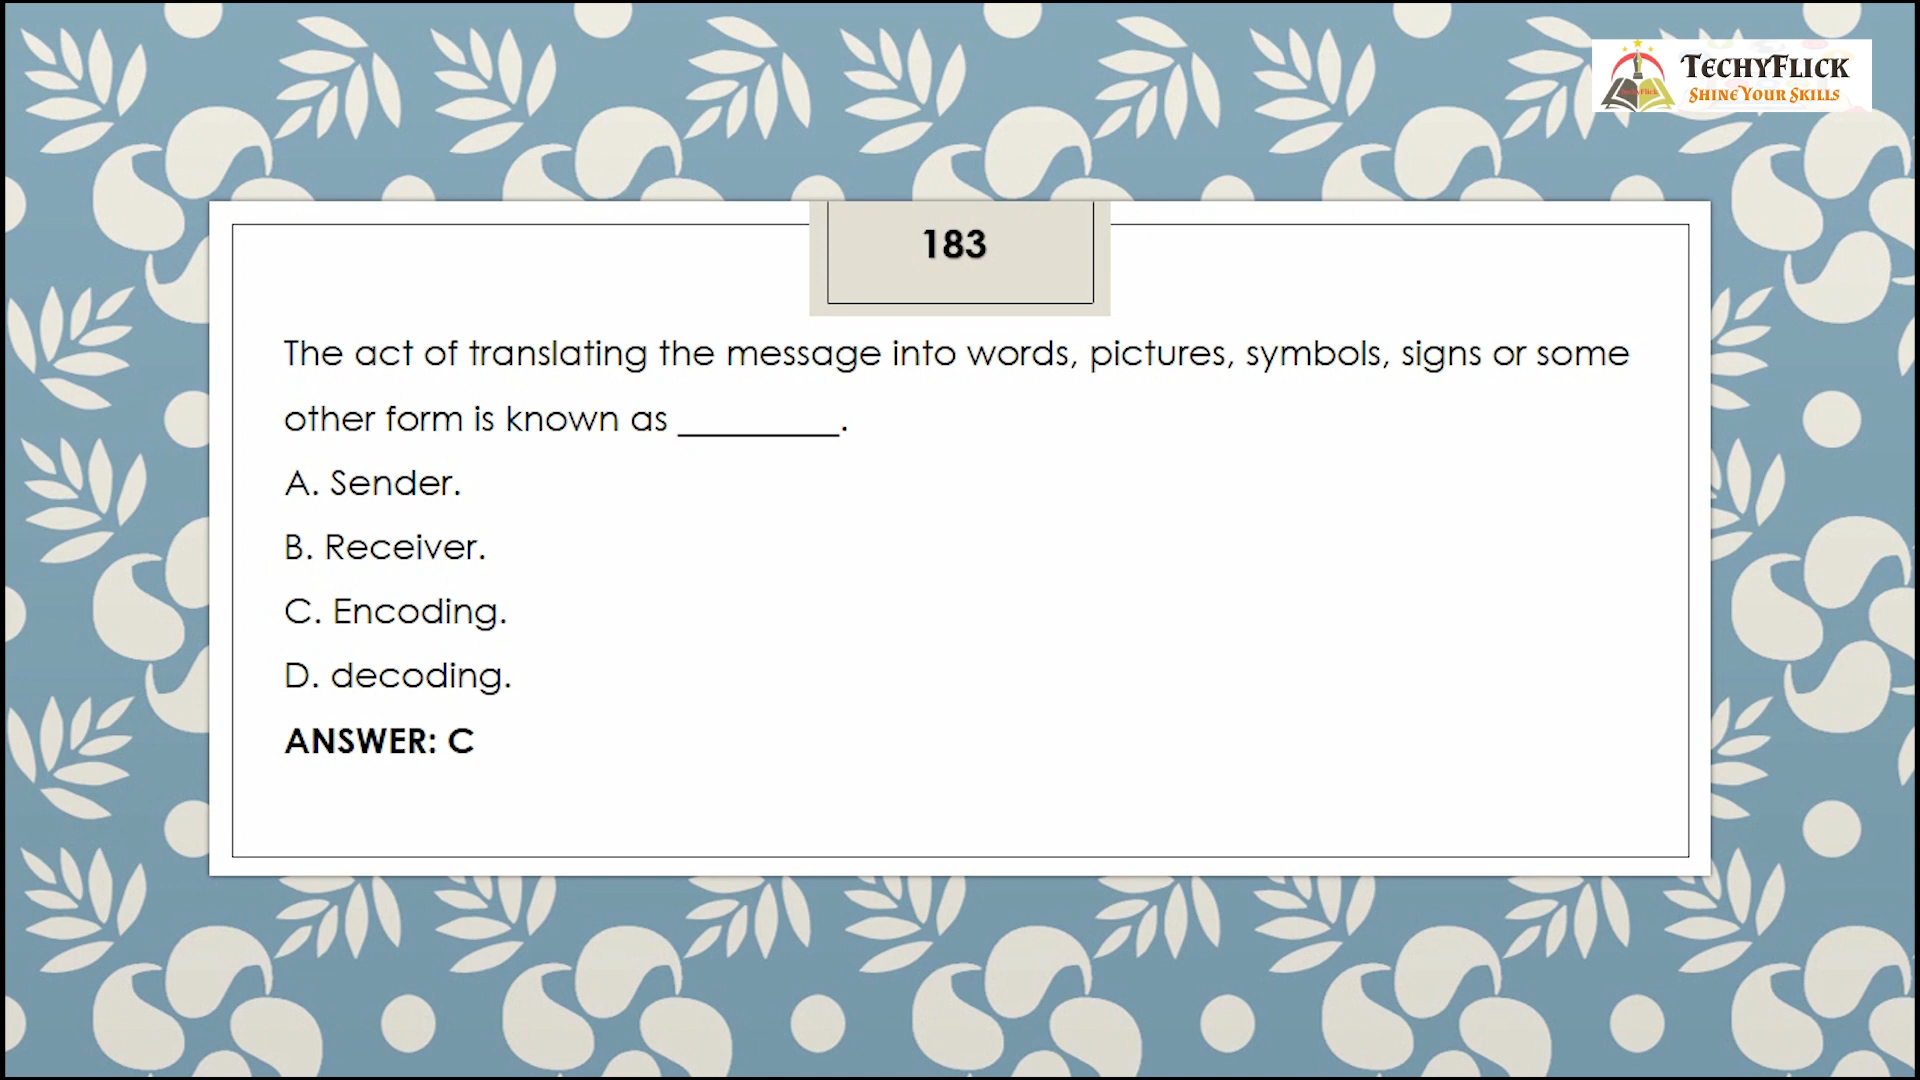 TECHYFLICK
SHINE YOUR SKILLS
183
The act of translating the message into words, pictures, symbols, signs or some
other form is known as __________.
A. Sender.
B. Receiver.
C. Encoding.
D. decoding.
ANSWER: C